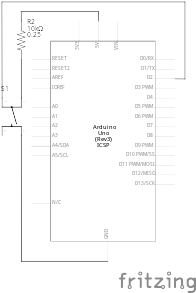 R2
10kΩ
0.25
3V3
5V
VIN
RESET
RESET2
AREF
IOREF
D0/RX
D1/TX
D2
D3 PWM
D4
S1
A0
A1
A2
A3
A4/SDA
A5/SCL
D5 PWM
D6 PWM
D7
D8
D9 PWM
D10 PWM/SS
D11 PWM/MOSI
D12/MISO
D13/SCK
Arduino
Uno
(Rev3)
ICSP
N/C
GND
fritzing